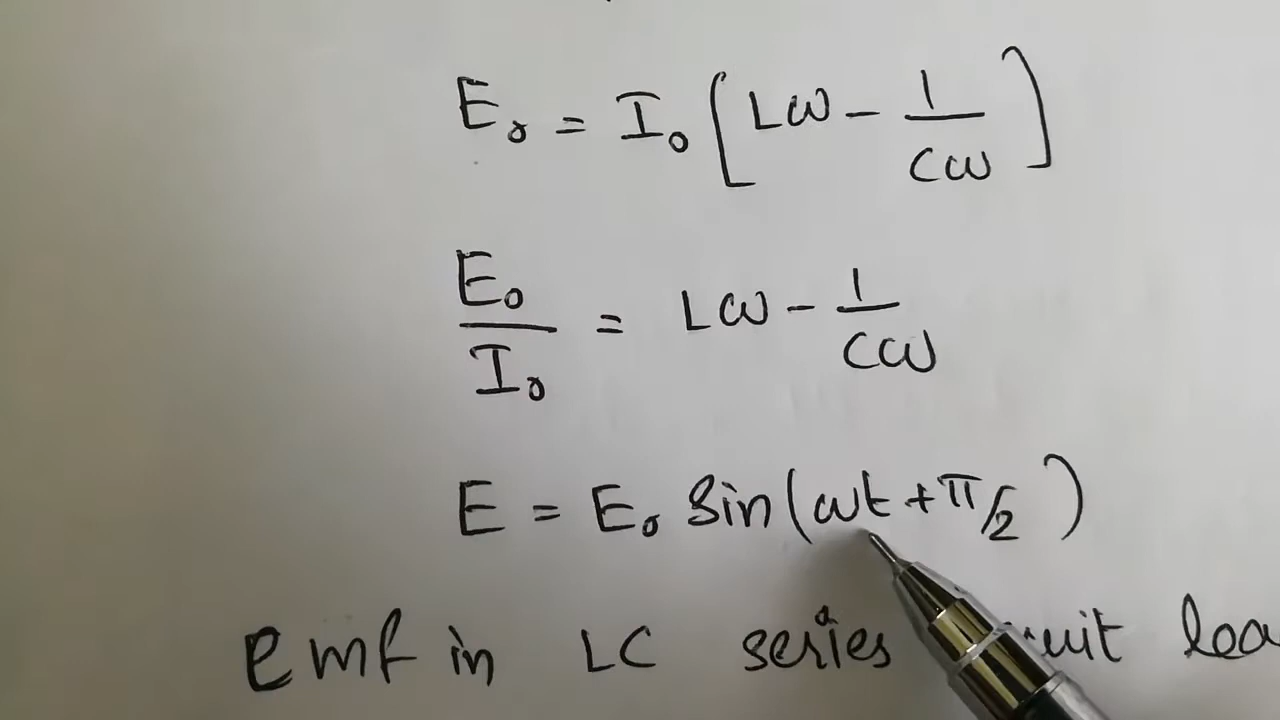 E₀ = I₀ [Lω - 1/Cω]
E₀/I₀ = Lω - 1/Cω
E = E₀ Sin(ωt + π/2)
emf in LC series